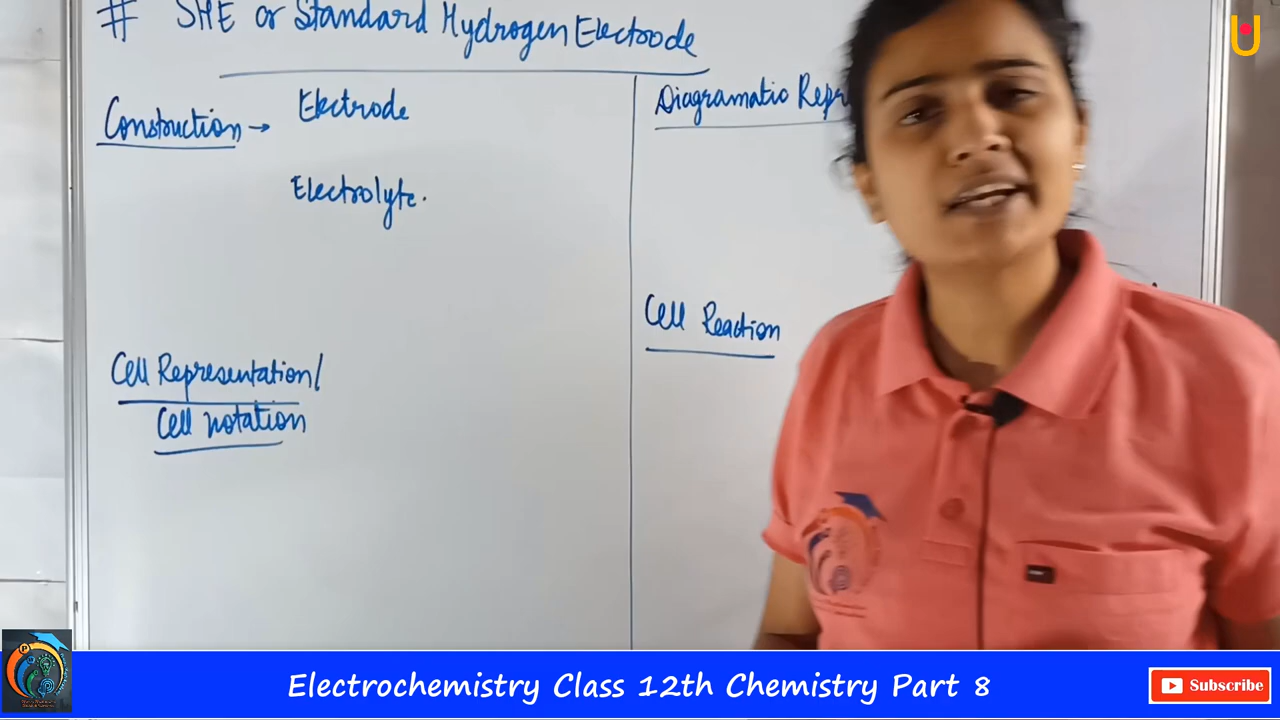 # SHE or Standard Hydrogen Electrode
Construction → Electrode
Electrolyte.
Cell Representation/
Cell notation
Diagramatic Repr
Cell Reaction
Electrochemistry Class 12th Chemistry Part 8
Subscribe